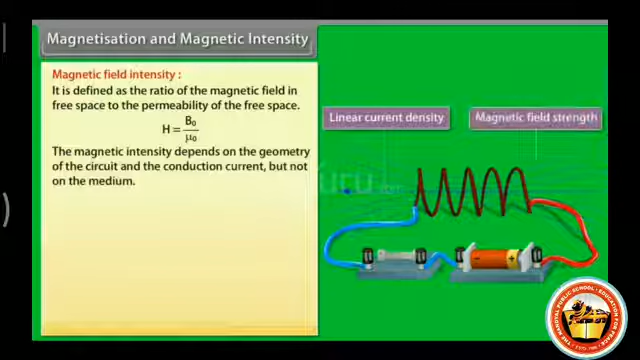 Magnetisation and Magnetic Intensity
Magnetic field intensity :
It is defined as the ratio of the magnetic field in
free space to the permeability of the free space.
H = B₀/μ₀
The magnetic intensity depends on the geometry
of the circuit and the conduction current, but not
on the medium.
Linear current density
Magnetic field strength
- +